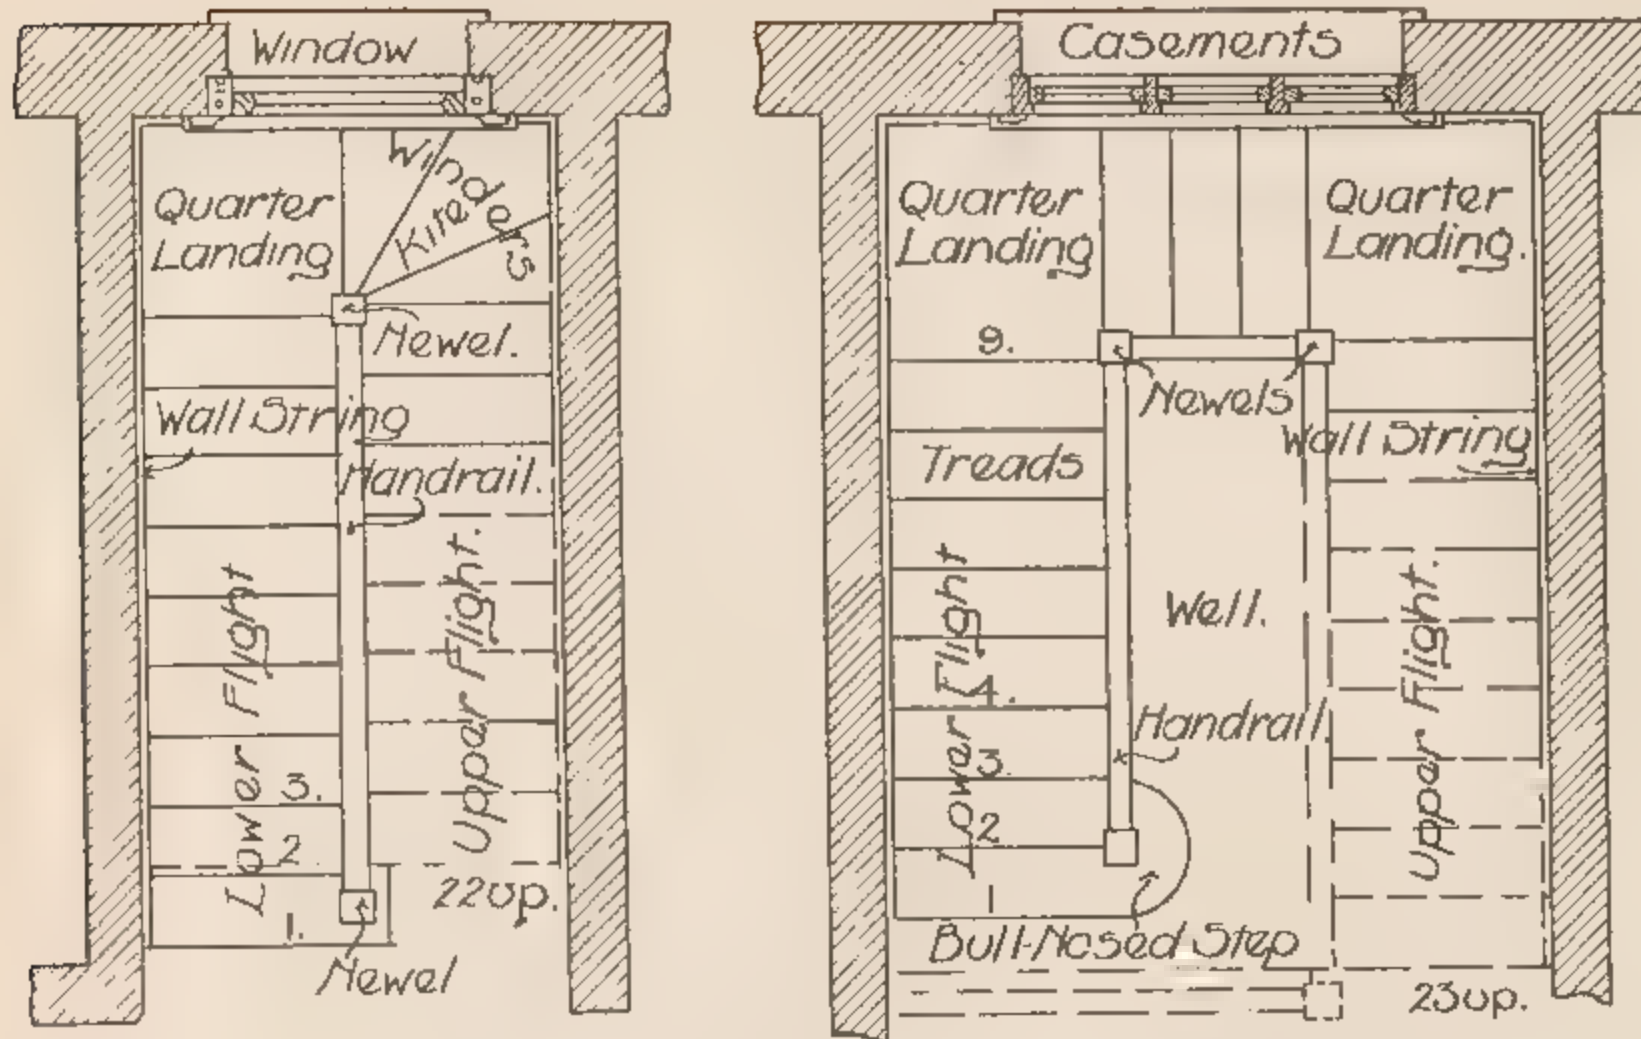 Window
Winders
Kite
Quarter
Landing
Newel.
Wall String
Handrail.
Lower Flight
Upper Flight.
3.
2
1.
22up.
Newel
Casements
Quarter
Landing
Quarter
Landing.
9.
Newels
Wall String
Treads
Well.
Lower Flight
Upper Flight.
4.
Handrail.
3.
2
1
Bull-Nosed Step
23up.